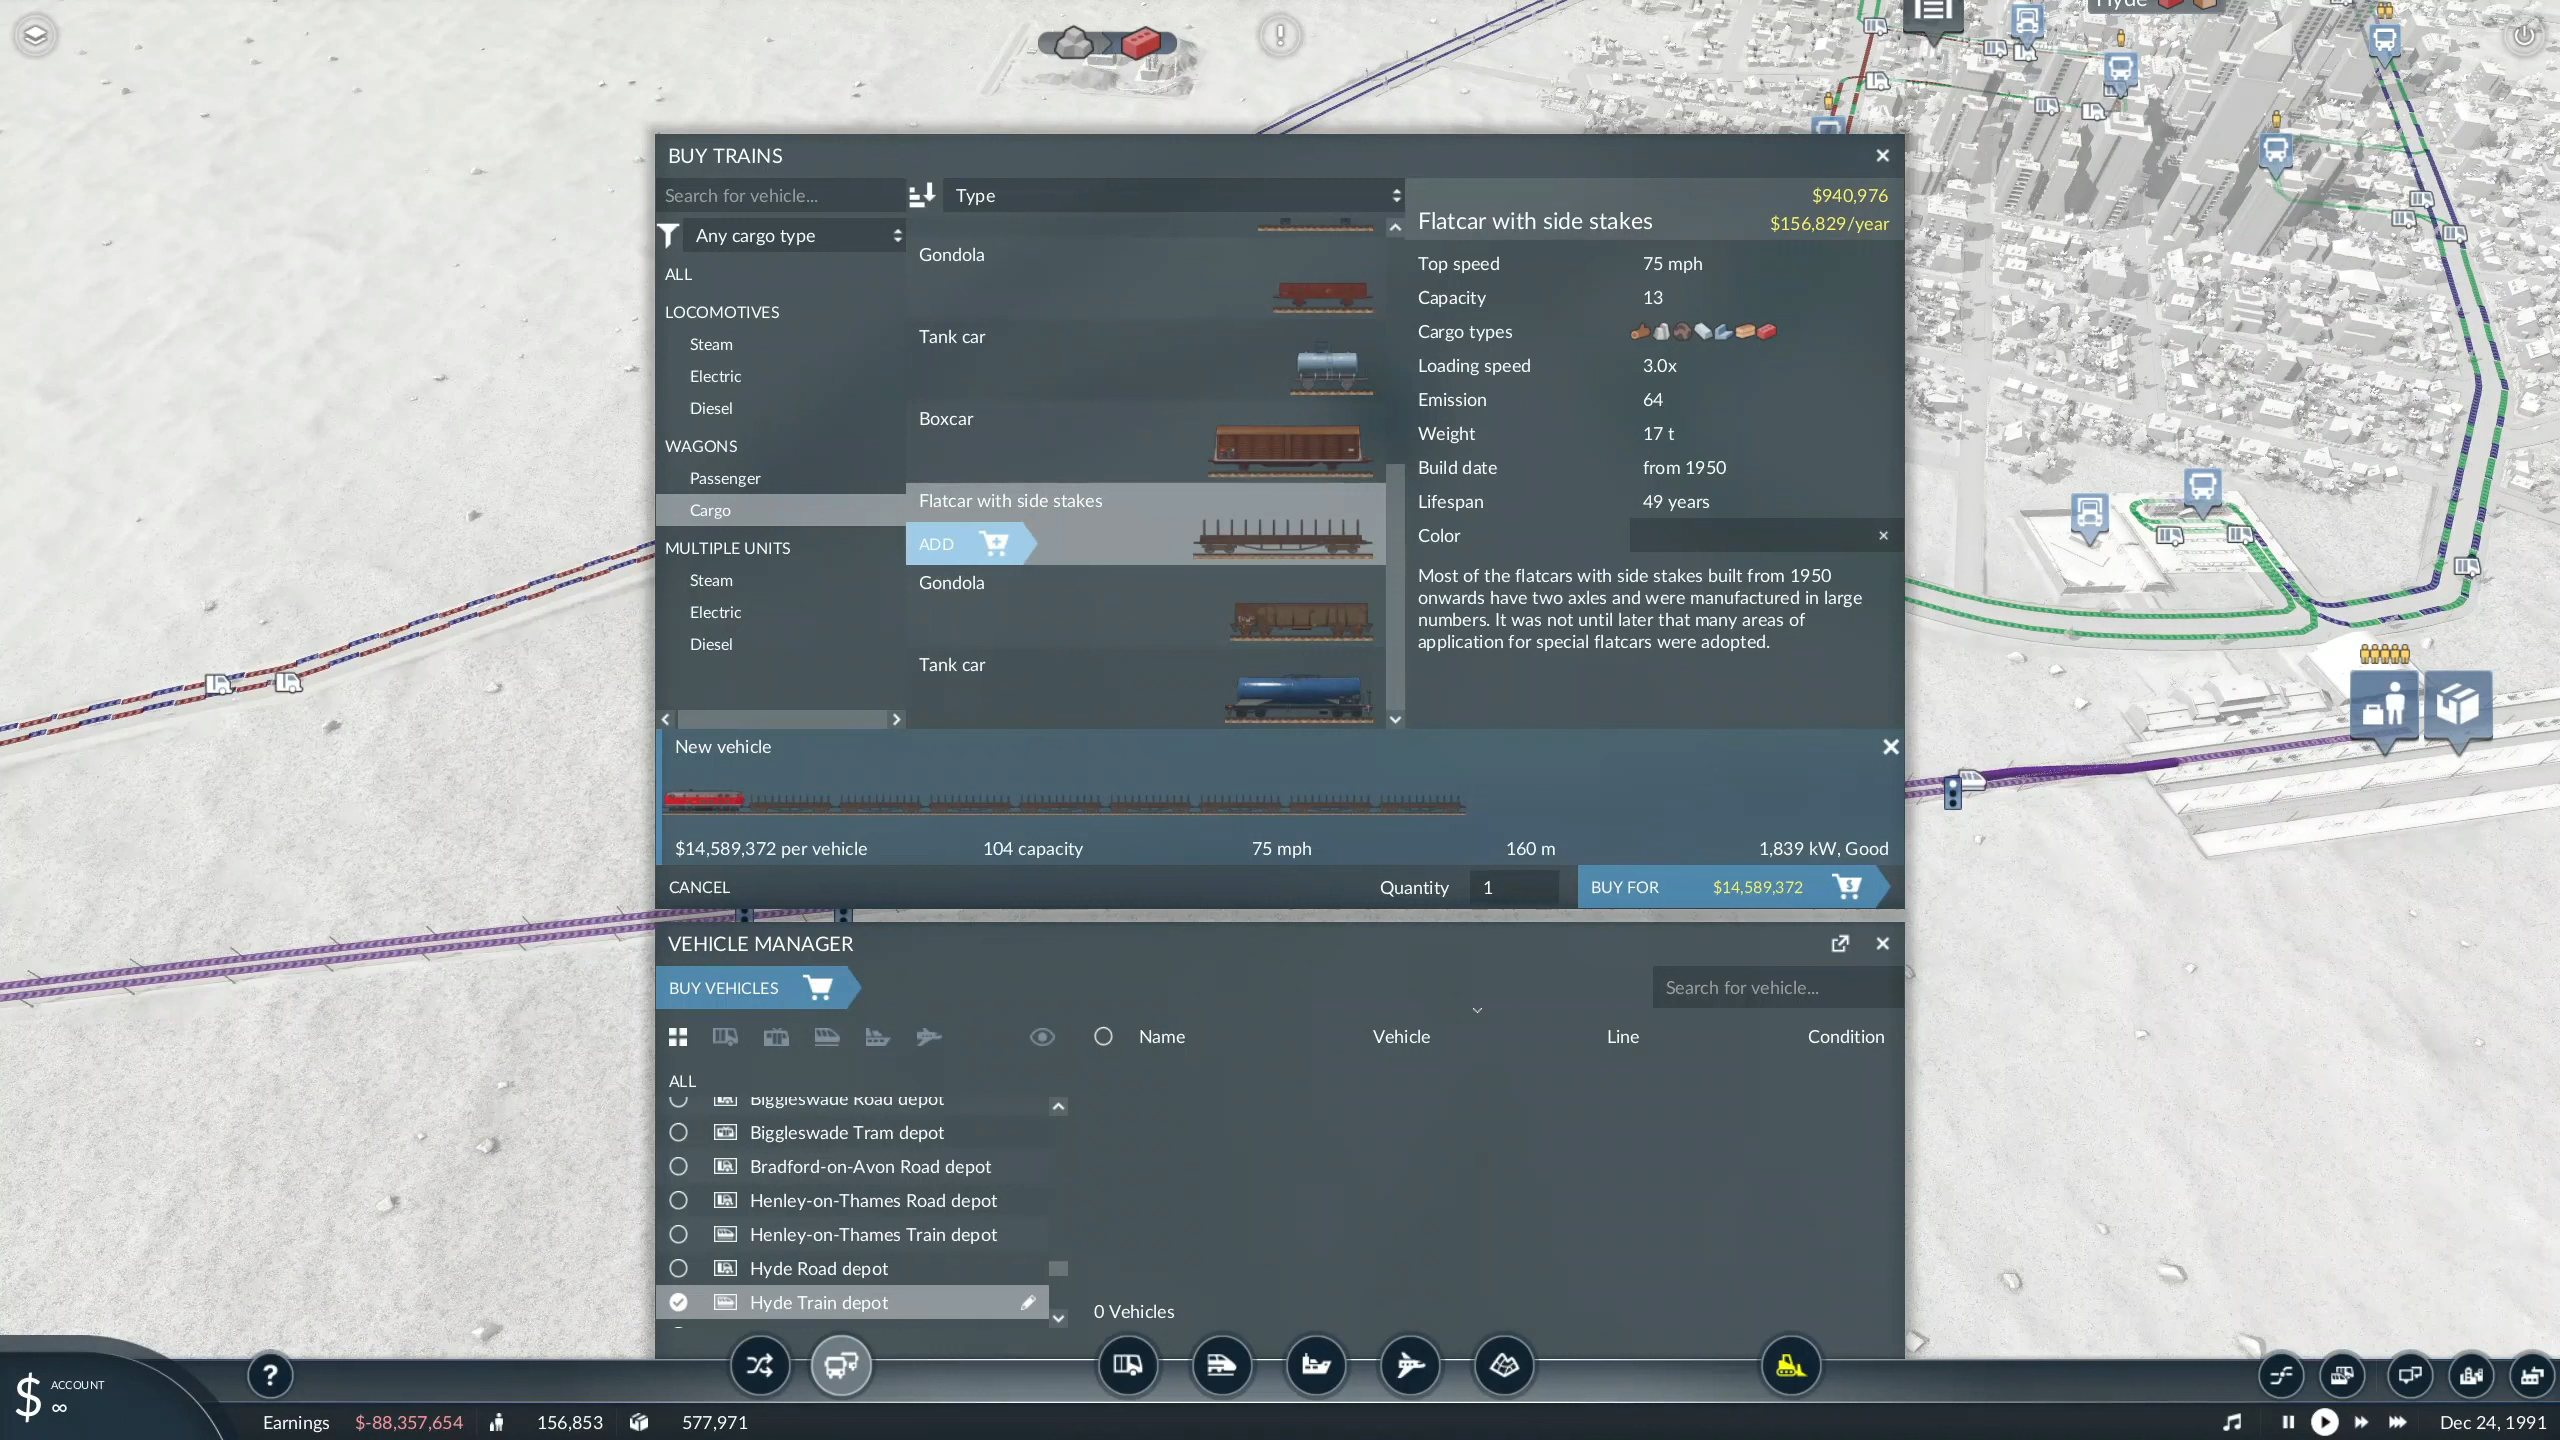 Hyde
BUY TRAINS
Search for vehicle...
Type
Any cargo type
ALL
LOCOMOTIVES
Steam
Electric
Diesel
WAGONS
Passenger
Cargo
MULTIPLE UNITS
Steam
Electric
Diesel
Gondola
Tank car
Boxcar
Flatcar with side stakes
ADD
Gondola
Tank car
Flatcar with side stakes
$940,976
$156,829/year
Top speed 75 mph
Capacity 13
Cargo types
Loading speed 3.0x
Emission 64
Weight 17 t
Build date from 1950
Lifespan 49 years
Color
Most of the flatcars with side stakes built from 1950
onwards have two axles and were manufactured in large
numbers. It was not until later that many areas of
application for special flatcars were adopted.
New vehicle
$14,589,372 per vehicle 104 capacity 75 mph 160 m 1,839 kW, Good
CANCEL Quantity 1 BUY FOR $14,589,372
VEHICLE MANAGER
BUY VEHICLES
Search for vehicle...
Name Vehicle Line Condition
ALL
Biggleswade Road depot
Biggleswade Tram depot
Bradford-on-Avon Road depot
Henley-on-Thames Road depot
Henley-on-Thames Train depot
Hyde Road depot
Hyde Train depot
0 Vehicles
$ ACCOUNT
∞
?
Earnings $-88,357,654 156,853 577,971
Dec 24, 1991